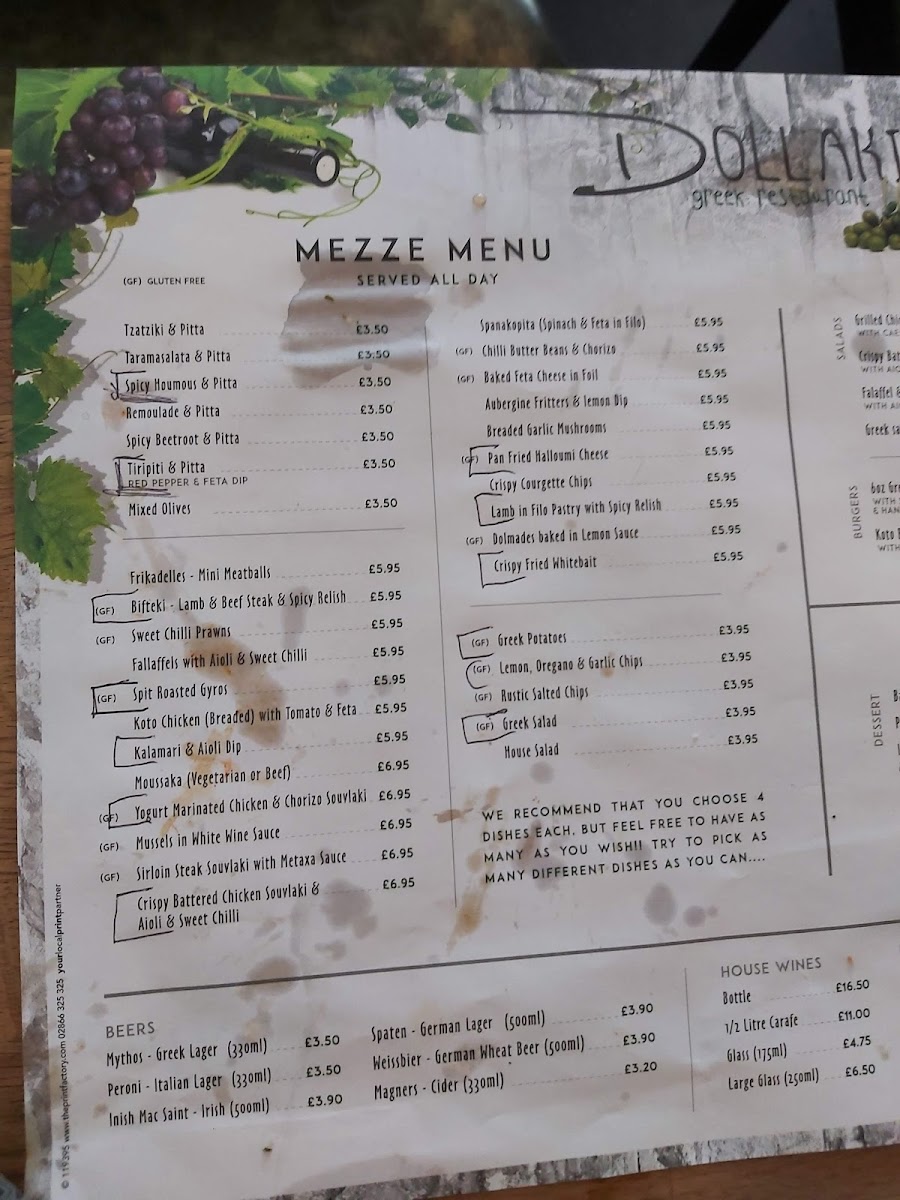 DOLLAKI
greek restaurant
MEZZE MENU
SERVED ALL DAY
(GF) GLUTEN FREE
Tzatziki & Pitta £3.50
Taramasalata & Pitta £3.50
Spicy Houmous & Pitta £3.50
Remoulade & Pitta £3.50
Spicy Beetroot & Pitta £3.50
Tiripiti & Pitta £3.50
RED PEPPER & FETA DIP
Mixed Olives £3.50
Frikadelles - Mini Meatballs £5.95
(GF) Bifteki - Lamb & Beef Steak & Spicy Relish £5.95
(GF) Sweet Chilli Prawns £5.95
Fallaffels with Aioli & Sweet Chilli £5.95
(GF) Spit Roasted Gyros £5.95
Koto Chicken (Breaded) with Tomato & Feta £5.95
Kalamari & Aioli Dip £5.95
Moussaka (Vegetarian or Beef) £6.95
(GF) Yogurt Marinated Chicken & Chorizo Souvlaki £6.95
(GF) Mussels in White Wine Sauce £6.95
(GF) Sirloin Steak Souvlaki with Metaxa Sauce £6.95
Crispy Battered Chicken Souvlaki & £6.95
Aioli & Sweet Chilli
Spanakopita (Spinach & Feta in Filo) £5.95
(GF) Chilli Butter Beans & Chorizo £5.95
(GF) Baked Feta Cheese in Foil £5.95
Aubergine Fritters & lemon Dip £5.95
Breaded Garlic Mushrooms £5.95
(GF) Pan Fried Halloumi Cheese £5.95
Crispy Courgette Chips £5.95
Lamb in Filo Pastry with Spicy Relish £5.95
(GF) Dolmades baked in Lemon Sauce £5.95
Crispy Fried Whitebait £5.95
(GF) Greek Potatoes £3.95
(GF) Lemon, Oregano & Garlic Chips £3.95
(GF) Rustic Salted Chips £3.95
(GF) Greek Salad £3.95
House Salad £3.95
WE RECOMMEND THAT YOU CHOOSE 4
DISHES EACH, BUT FEEL FREE TO HAVE AS
MANY AS YOU WISH!! TRY TO PICK AS
MANY DIFFERENT DISHES AS YOU CAN....
SALADS
Grilled
WITH
Crispy
WITH
Falaffel &
WITH
Greek
BURGERS
6oz
WITH
& HAN
Koto
WITH
DESSERT
BEERS
Mythos - Greek Lager (330ml) £3.50
Peroni - Italian Lager (330ml) £3.50
Inish Mac Saint - Irish (500ml) £3.90
Spaten - German Lager (500ml) £3.90
Weissbier - German Wheat Beer (500ml) £3.90
Magners - Cider (330ml) £3.20
HOUSE WINES
Bottle £16.50
1/2 Litre Carafe £11.00
Glass (175ml) £4.75
Large Glass (250ml) £6.50
© 119395 www.theprintfactory.com 02866 325 325 yourlocalprintpartner